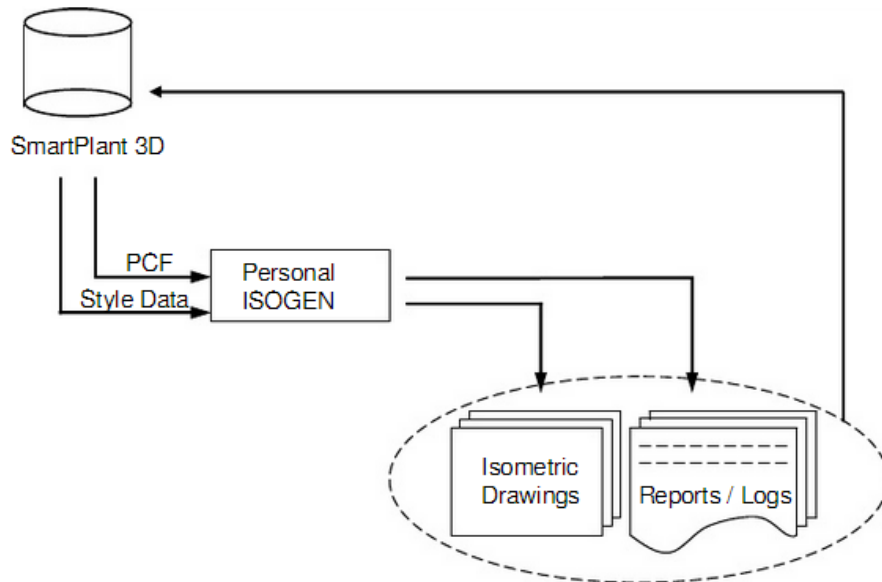 SmartPlant 3D
PCF
Style Data
Personal
ISOGEN
Isometric
Drawings
Reports / Logs